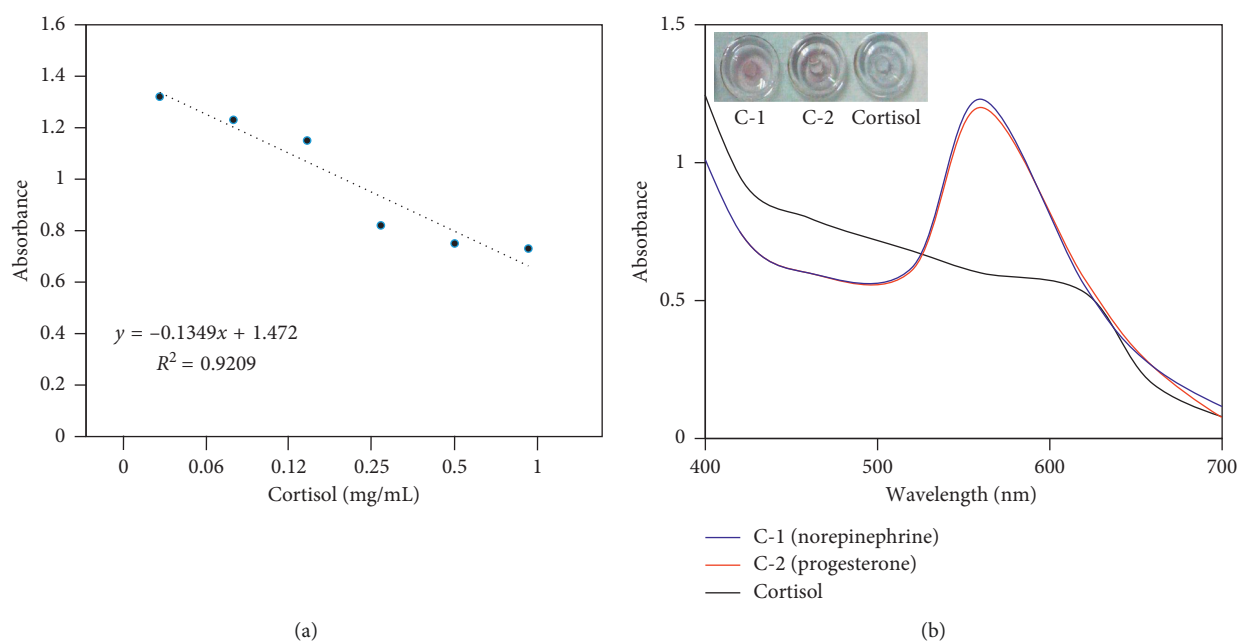 1.6
1.4
1.2
1
0.8
0.6
0.4
0.2
0
Absorbance
y = –0.1349x + 1.472
R² = 0.9209
0 0.06 0.12 0.25 0.5 1
Cortisol (mg/mL)
(a)
1.5
1
0.5
0
Absorbance
C-1 C-2 Cortisol
400 500 600 700
Wavelength (nm)
C-1 (norepinephrine)
C-2 (progesterone)
Cortisol
(b)